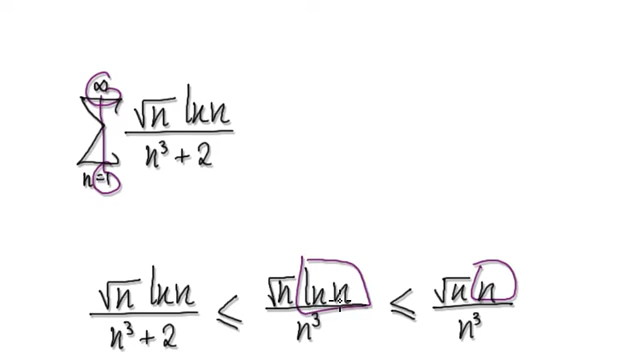 ∞
∑ √n ln n / n³ + 2
n=1
√n ln n / n³ + 2 ≤ √n ln n / n³ ≤ √n n / n³